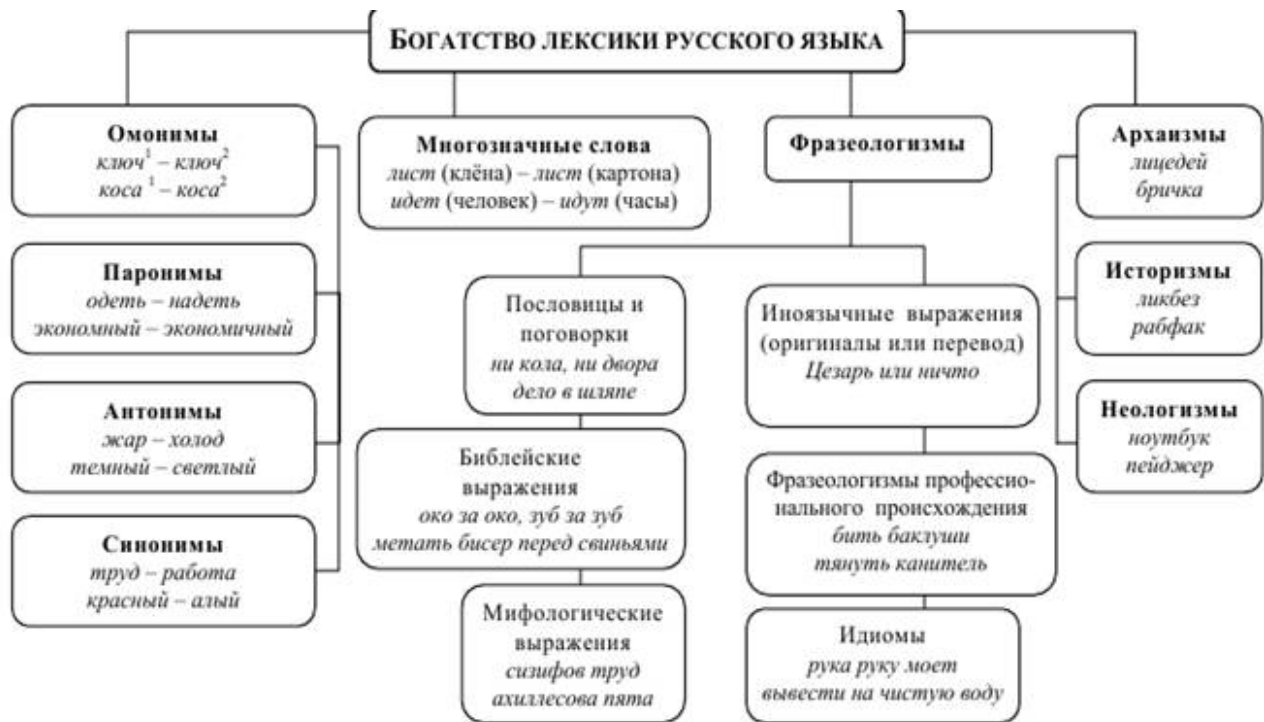 БОГАТСТВО ЛЕКСИКИ РУССКОГО ЯЗЫКА
Омонимы
ключ¹ – ключ²
коса ¹ – коса²
Паронимы
одеть – надеть
экономный – экономичный
Антонимы
жар – холод
темный – светлый
Синонимы
труд – работа
красный – алый
Многозначные слова
лист (клёна) – лист (картона)
идет (человек) – идут (часы)
Фразеологизмы
Пословицы и
поговорки
ни кола, ни двора
дело в шляпе
Библейские
выражения
око за око, зуб за зуб
метать бисер перед свиньями
Мифологические
выражения
сизифов труд
ахиллесова пята
Иноязычные выражения
(оригиналы или перевод)
Цезарь или ничто
Фразеологизмы профессио-
нального происхождения
бить баклуши
тянуть канитель
Идиомы
рука руку моет
вывести на чистую воду
Архаизмы
лицедей
бричка
Историзмы
ликбез
рабфак
Неологизмы
ноутбук
пейджер